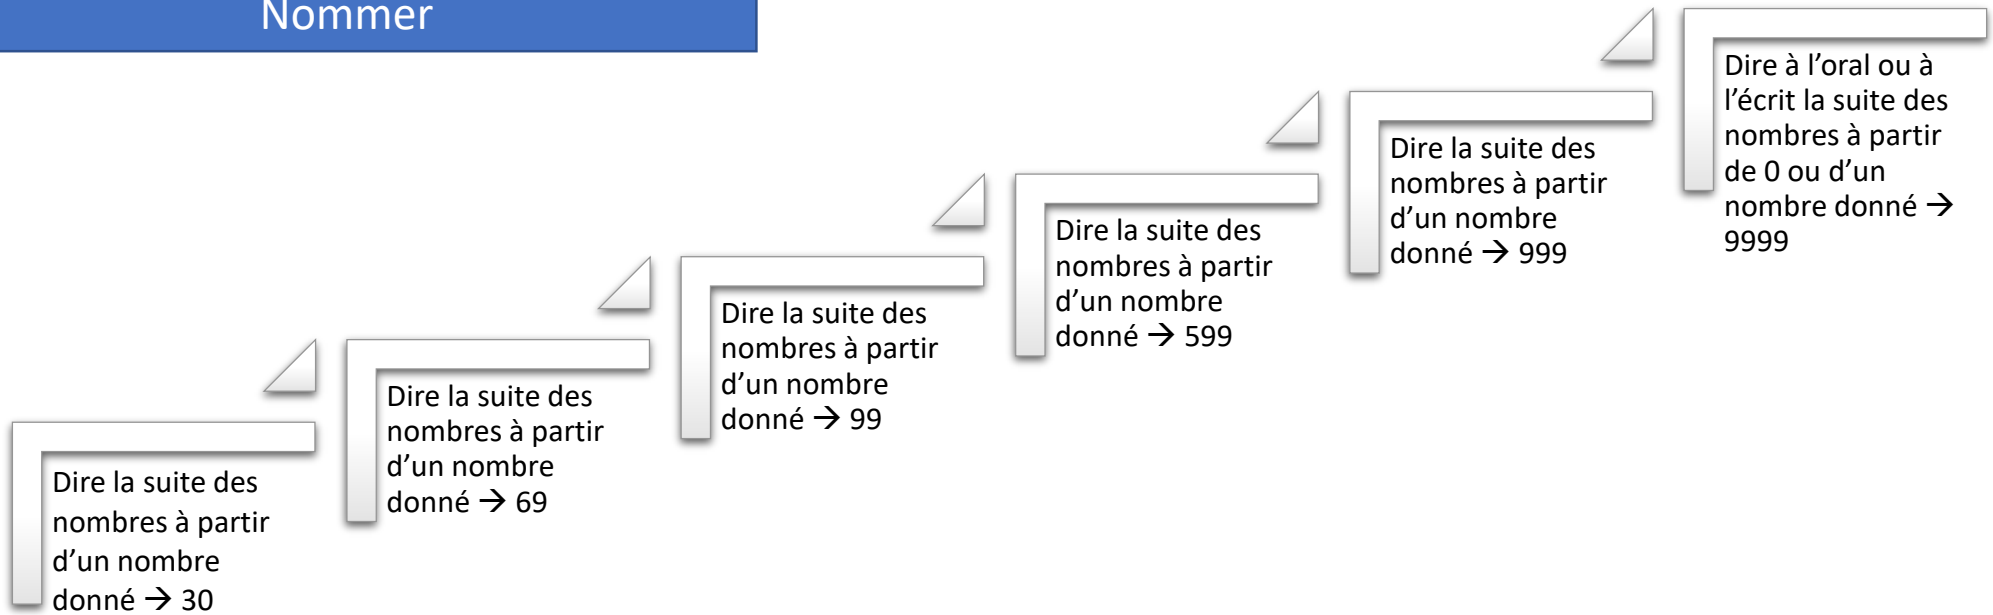 Nommer
Dire la suite des
nombres à partir
d’un nombre
donné → 30
Dire la suite des
nombres à partir
d’un nombre
donné → 69
Dire la suite des
nombres à partir
d’un nombre
donné → 99
Dire la suite des
nombres à partir
d’un nombre
donné → 599
Dire la suite des
nombres à partir
d’un nombre
donné → 999
Dire à l’oral ou à
l’écrit la suite des
nombres à partir
de 0 ou d’un
nombre donné →
9999